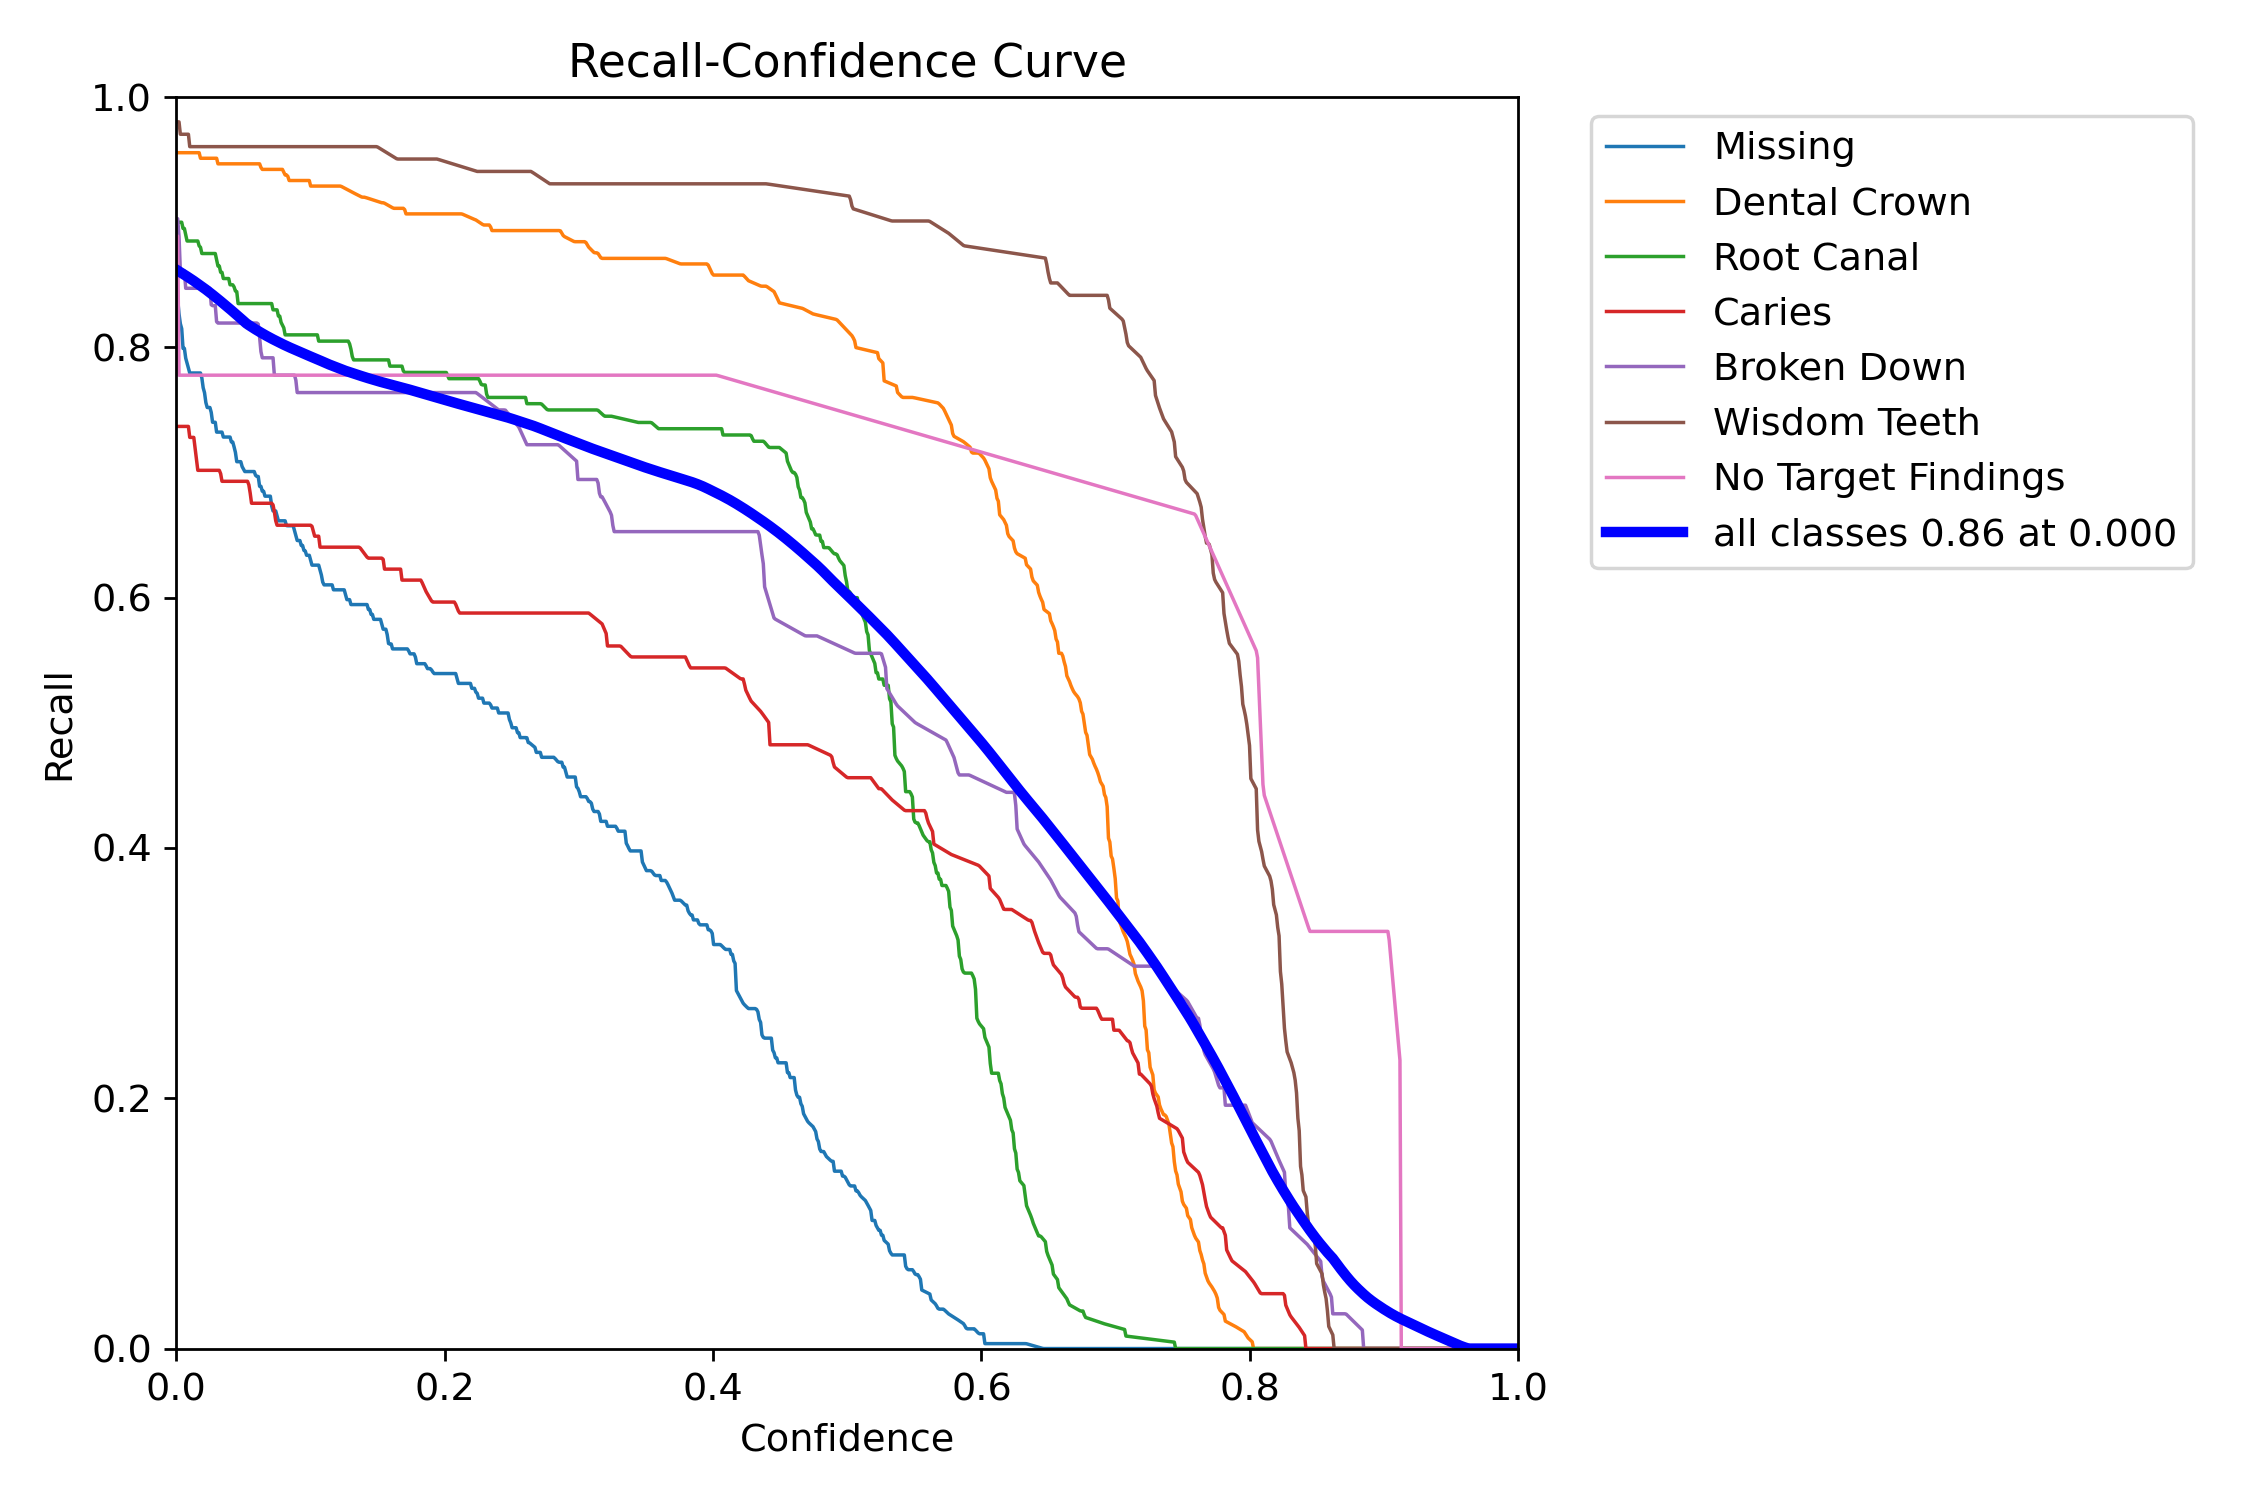 Recall-Confidence Curve
1.0
0.8
0.6
0.4
0.2
0.0
Recall
0.0 0.2 0.4 0.6 0.8 1.0
Confidence
Missing
Dental Crown
Root Canal
Caries
Broken Down
Wisdom Teeth
No Target Findings
all classes 0.86 at 0.000